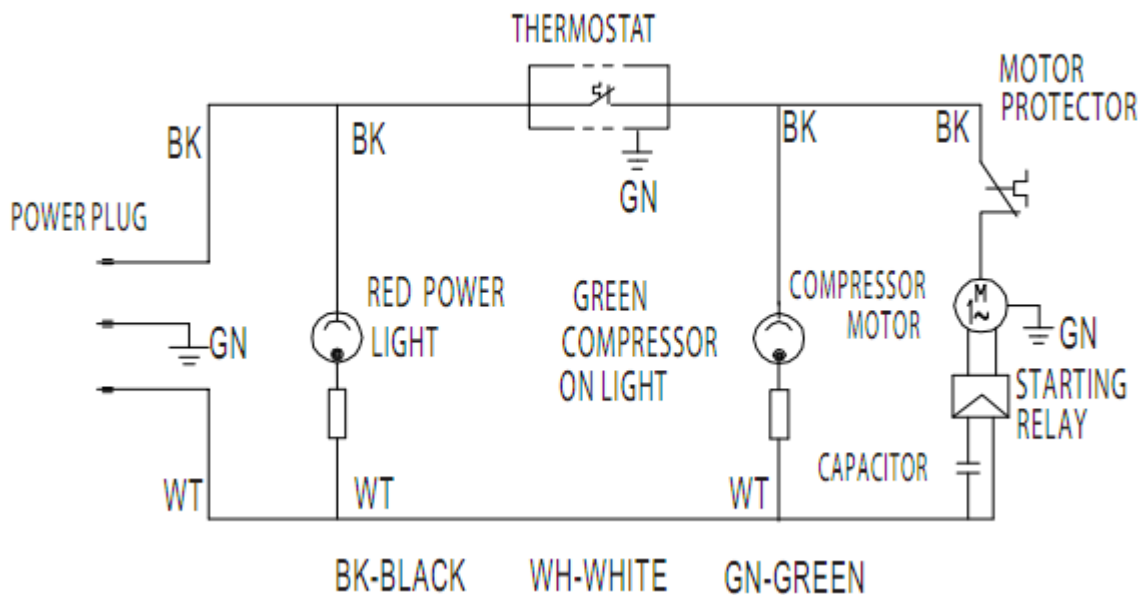 THERMOSTAT
MOTOR
PROTECTOR
BK
BK
BK
BK
GN
POWER PLUG
RED POWER
LIGHT
GREEN
COMPRESSOR
ON LIGHT
COMPRESSOR
MOTOR
M
1~
GN
GN
STARTING
RELAY
CAPACITOR
WT
WT
WT
BK-BLACK WH-WHITE GN-GREEN